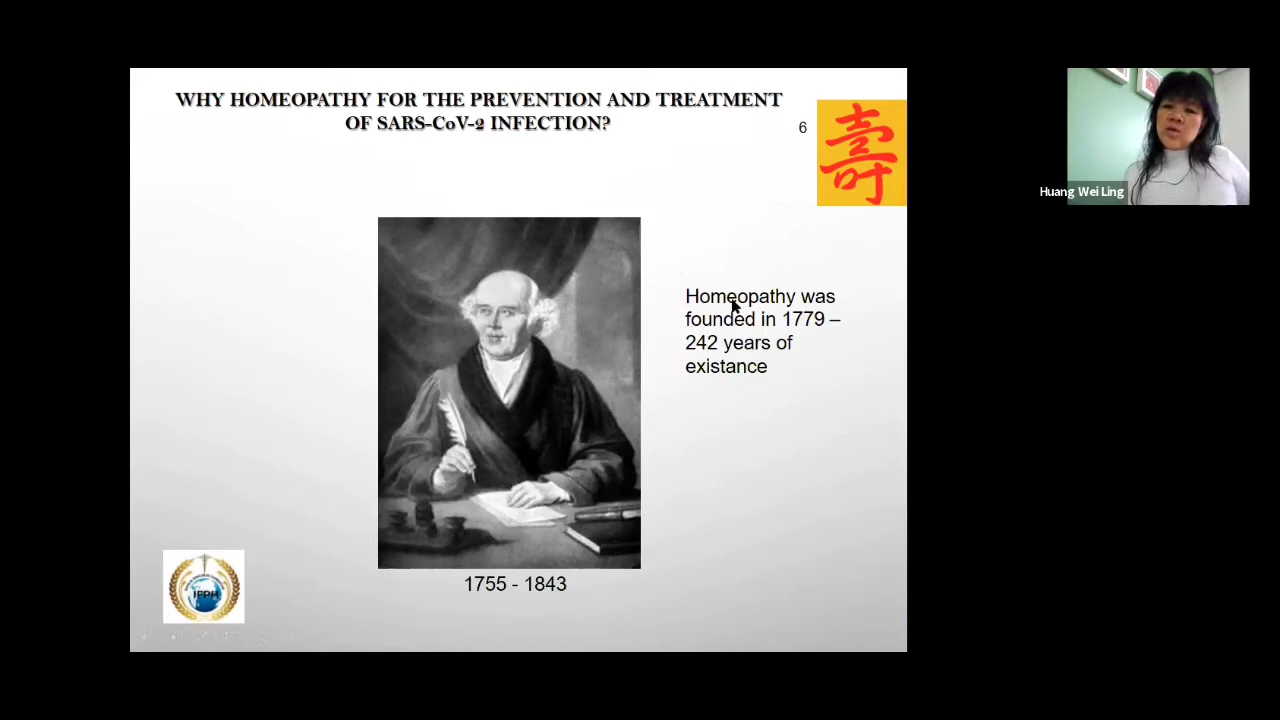 WHY HOMEOPATHY FOR THE PREVENTION AND TREATMENT
OF SARS-CoV-2 INFECTION?
6
壽
Homeopathy was
founded in 1779 –
242 years of
existance
1755 - 1843
IFPH
Huang Wei Ling